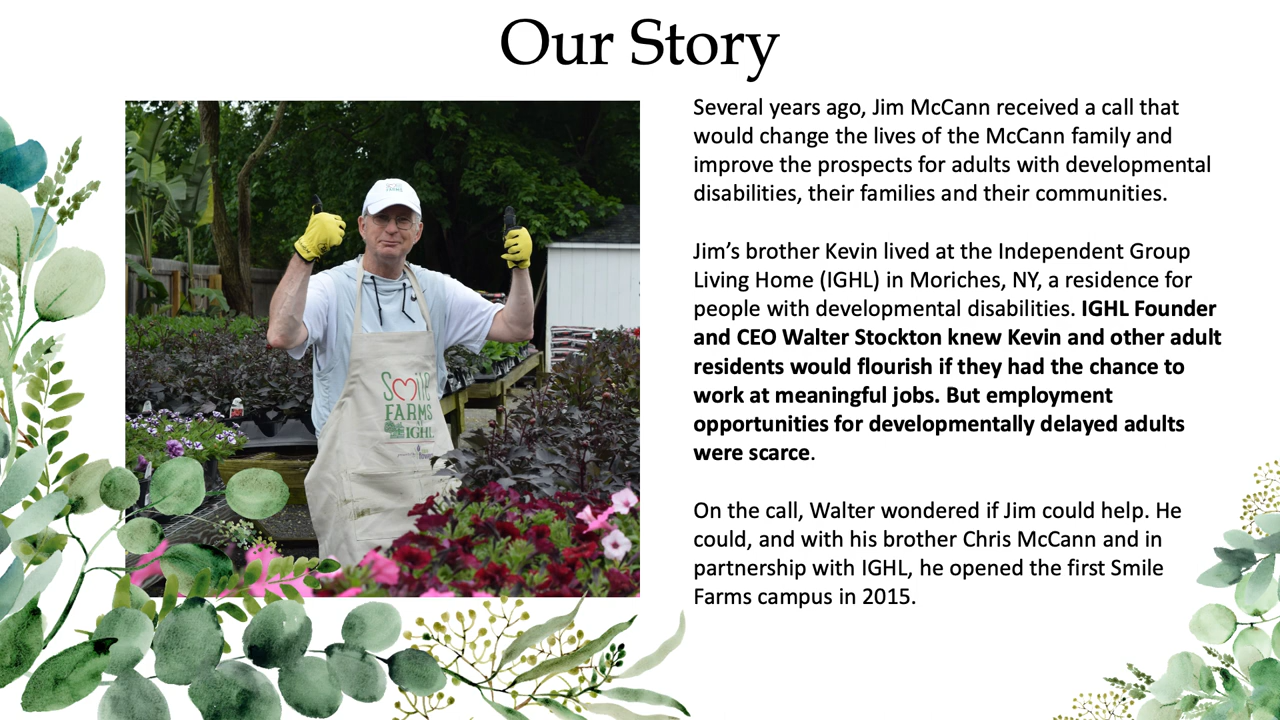 Our Story
Several years ago, Jim McCann received a call that
would change the lives of the McCann family and
improve the prospects for adults with developmental
disabilities, their families and their communities.
Jim’s brother Kevin lived at the Independent Group
Living Home (IGHL) in Moriches, NY, a residence for
people with developmental disabilities. IGHL Founder
and CEO Walter Stockton knew Kevin and other adult
residents would flourish if they had the chance to
work at meaningful jobs. But employment
opportunities for developmentally delayed adults
were scarce.
On the call, Walter wondered if Jim could help. He
could, and with his brother Chris McCann and in
partnership with IGHL, he opened the first Smile
Farms campus in 2015.
Smile
FARMS
IGHL